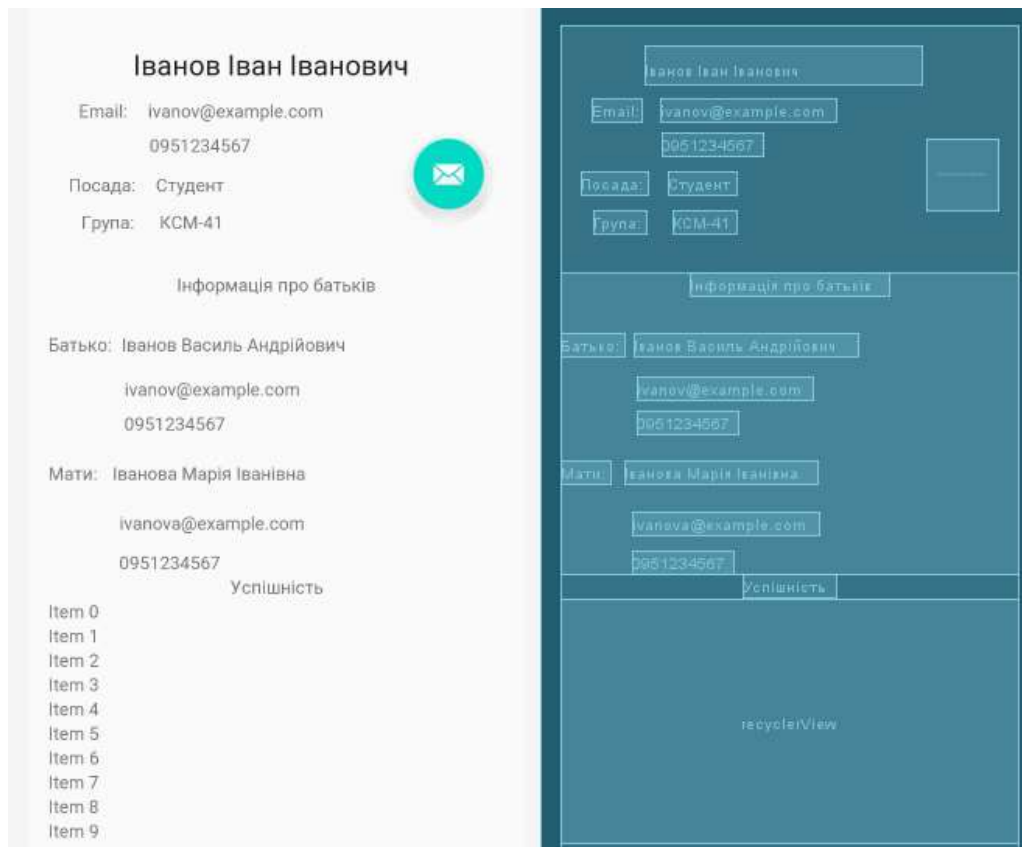 Іванов Іван Іванович
Email: ivanov@example.com
0951234567
Посада: Студент
Група: КСМ-41
Інформація про батьків
Батько: Іванов Василь Андрійович
ivanov@example.com
0951234567
Мати: Іванова Марія Іванівна
ivanova@example.com
0951234567
Успішність
Item 0
Item 1
Item 2
Item 3
Item 4
Item 5
Item 6
Item 7
Item 8
Item 9
Іванов Іван Іванович
Email: ivanov@example.com
0951234567
Посада: Студент
Група: КСМ-41
Інформація про батьків
Батько: Іванов Василь Андрійович
ivanov@example.com
0951234567
Мати: Іванова Марія Іванівна
ivanova@example.com
0951234567
Успішність
recyclerView